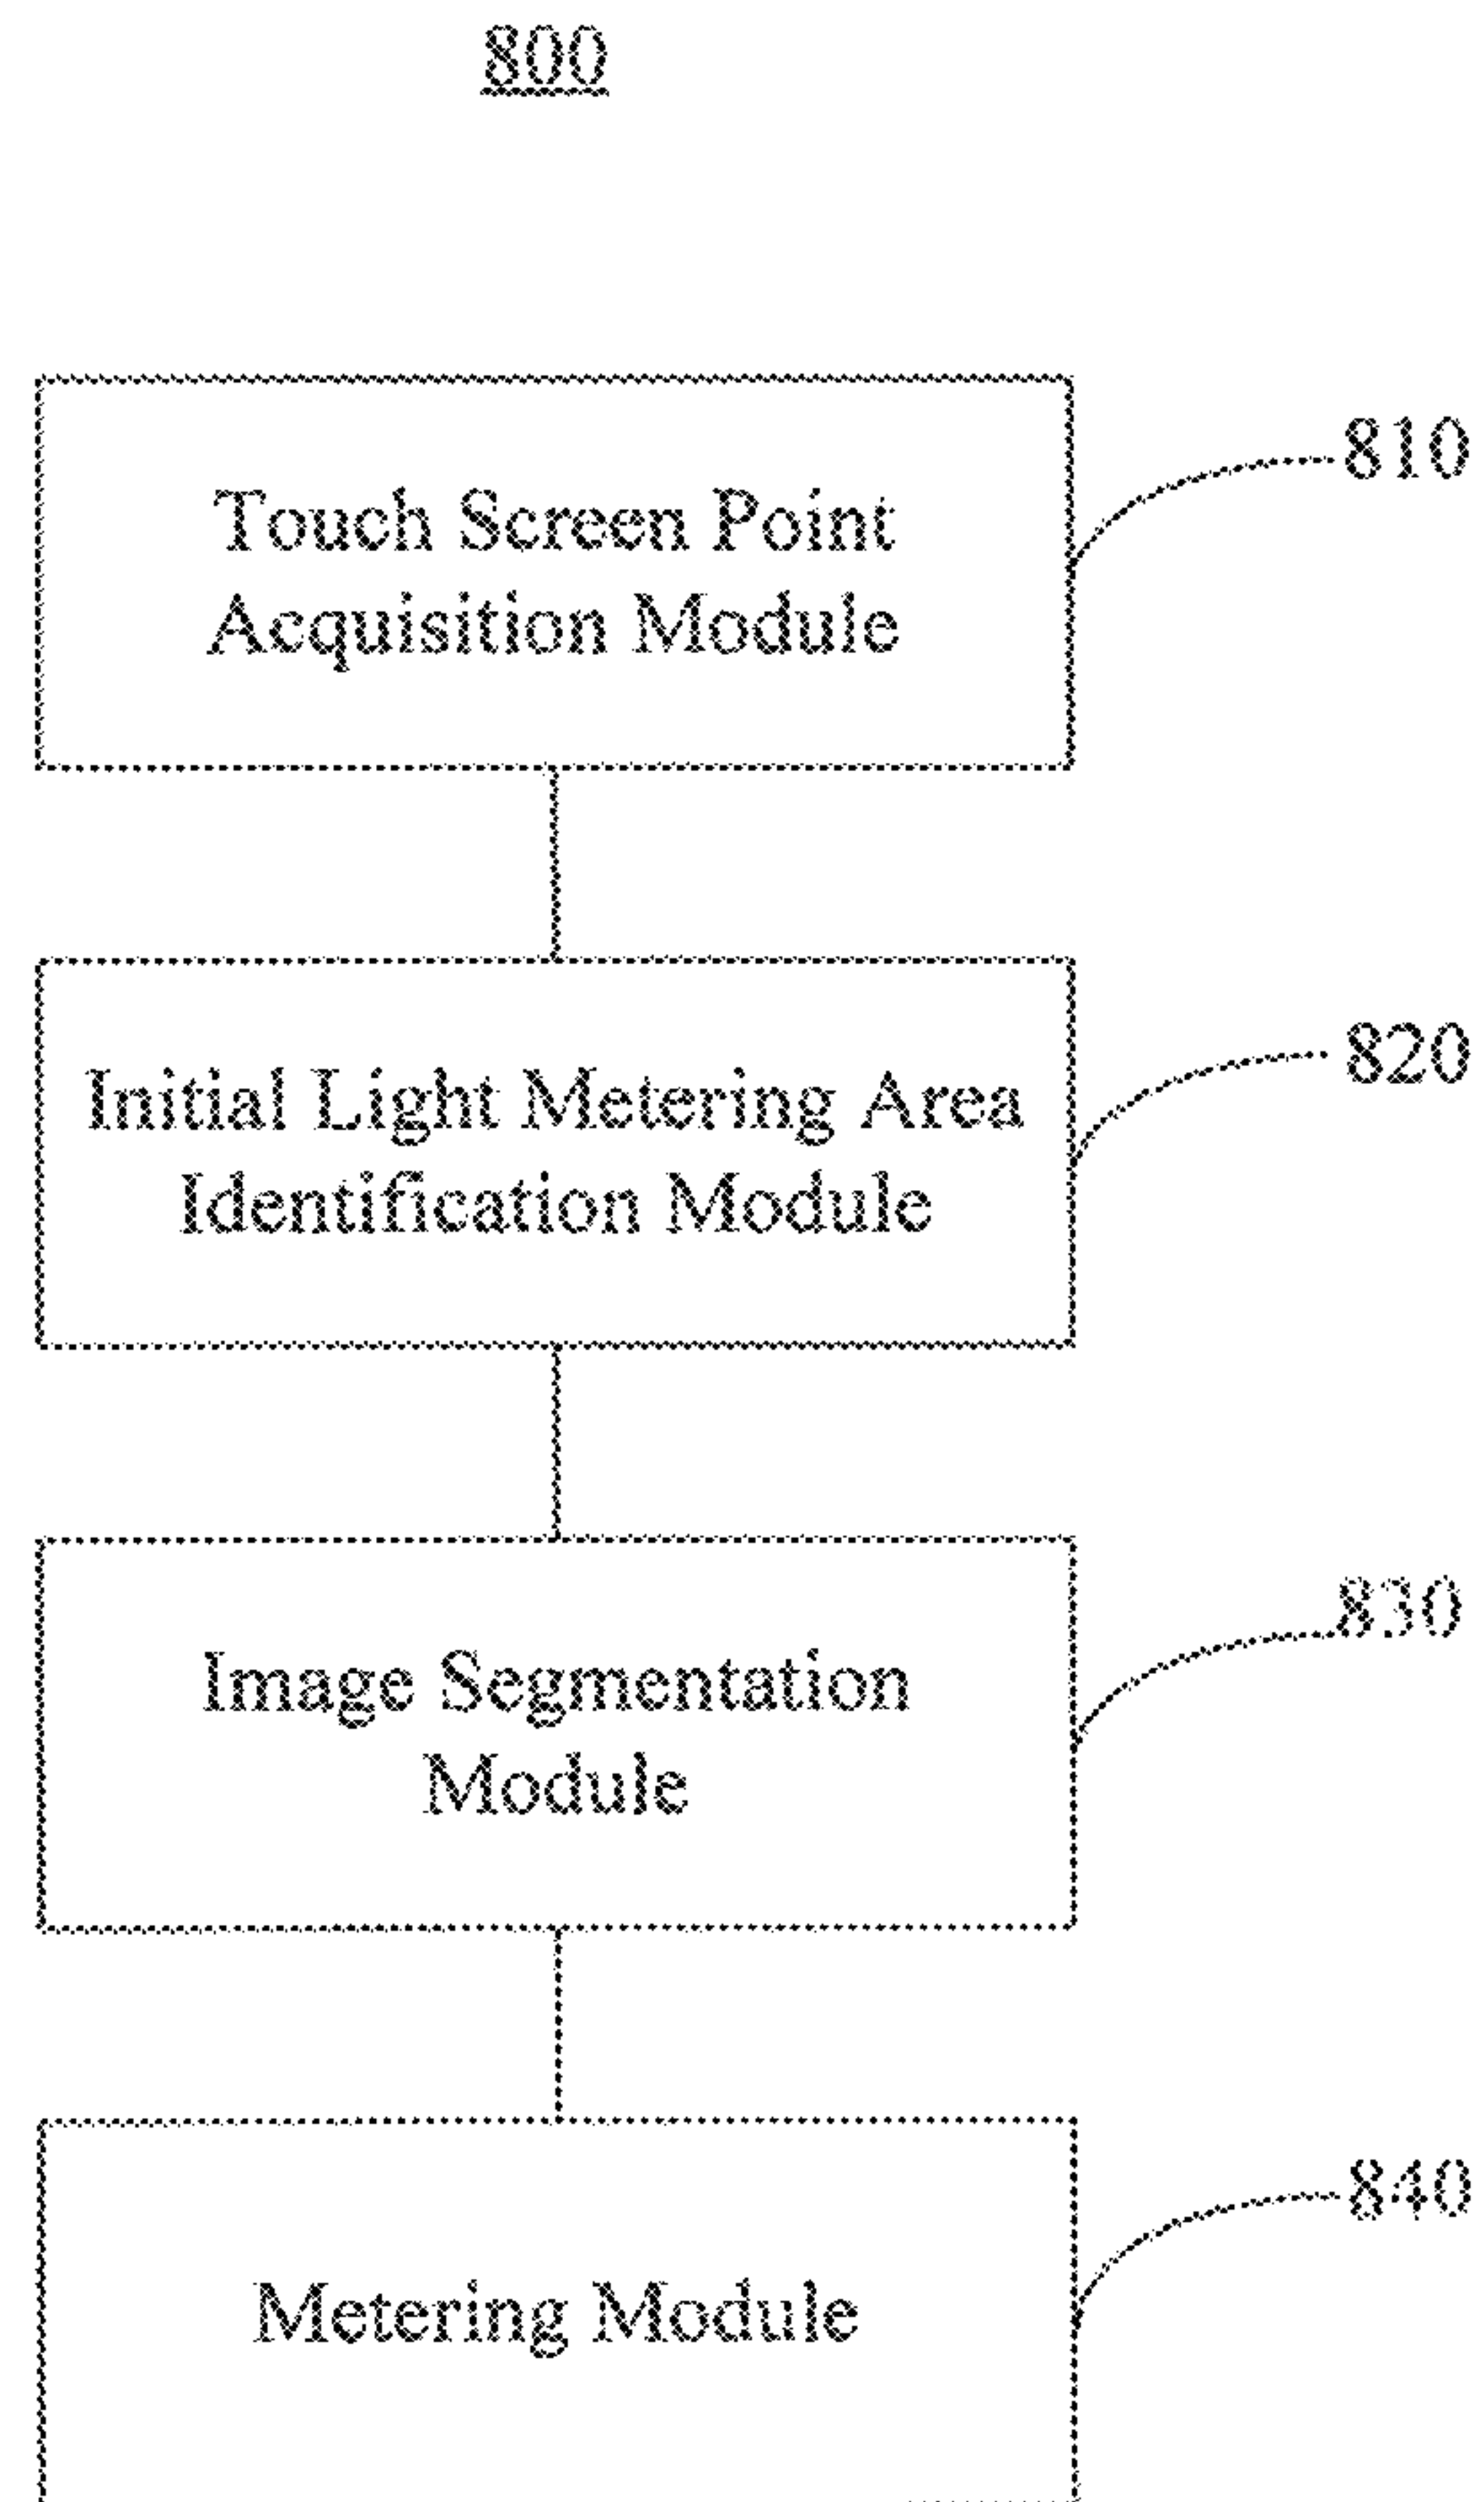 800
Touch Screen Point
Acquisition Module
810
Initial Light Metering Area
Identification Module
820
Image Segmentation
Module
830
Metering Module
840